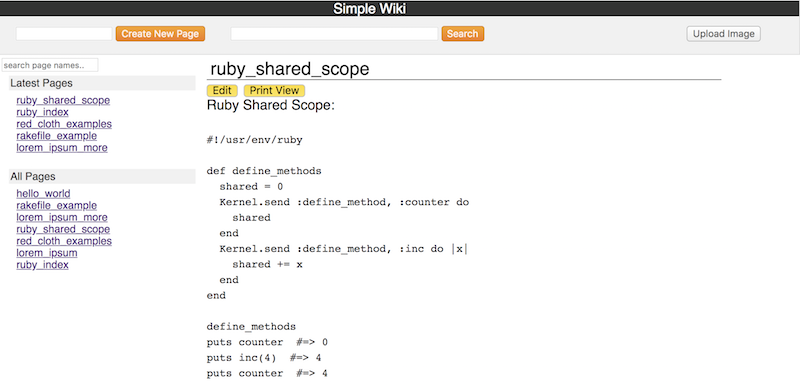 Simple Wiki
Create New Page
Search
Upload Image
search page names..
Latest Pages
ruby_shared_scope
ruby_index
red_cloth_examples
rakefile_example
lorem_ipsum_more
All Pages
hello_world
rakefile_example
lorem_ipsum_more
ruby_shared_scope
red_cloth_examples
lorem_ipsum
ruby_index
ruby_shared_scope
Edit Print View
Ruby Shared Scope:
#!/usr/env/ruby
def define_methods
  shared = 0
  Kernel.send :define_method, :counter do
    shared
  end
  Kernel.send :define_method, :inc do |x|
    shared += x
  end
end
define_methods
puts counter  #=> 0
puts inc(4)  #=> 4
puts counter  #=> 4